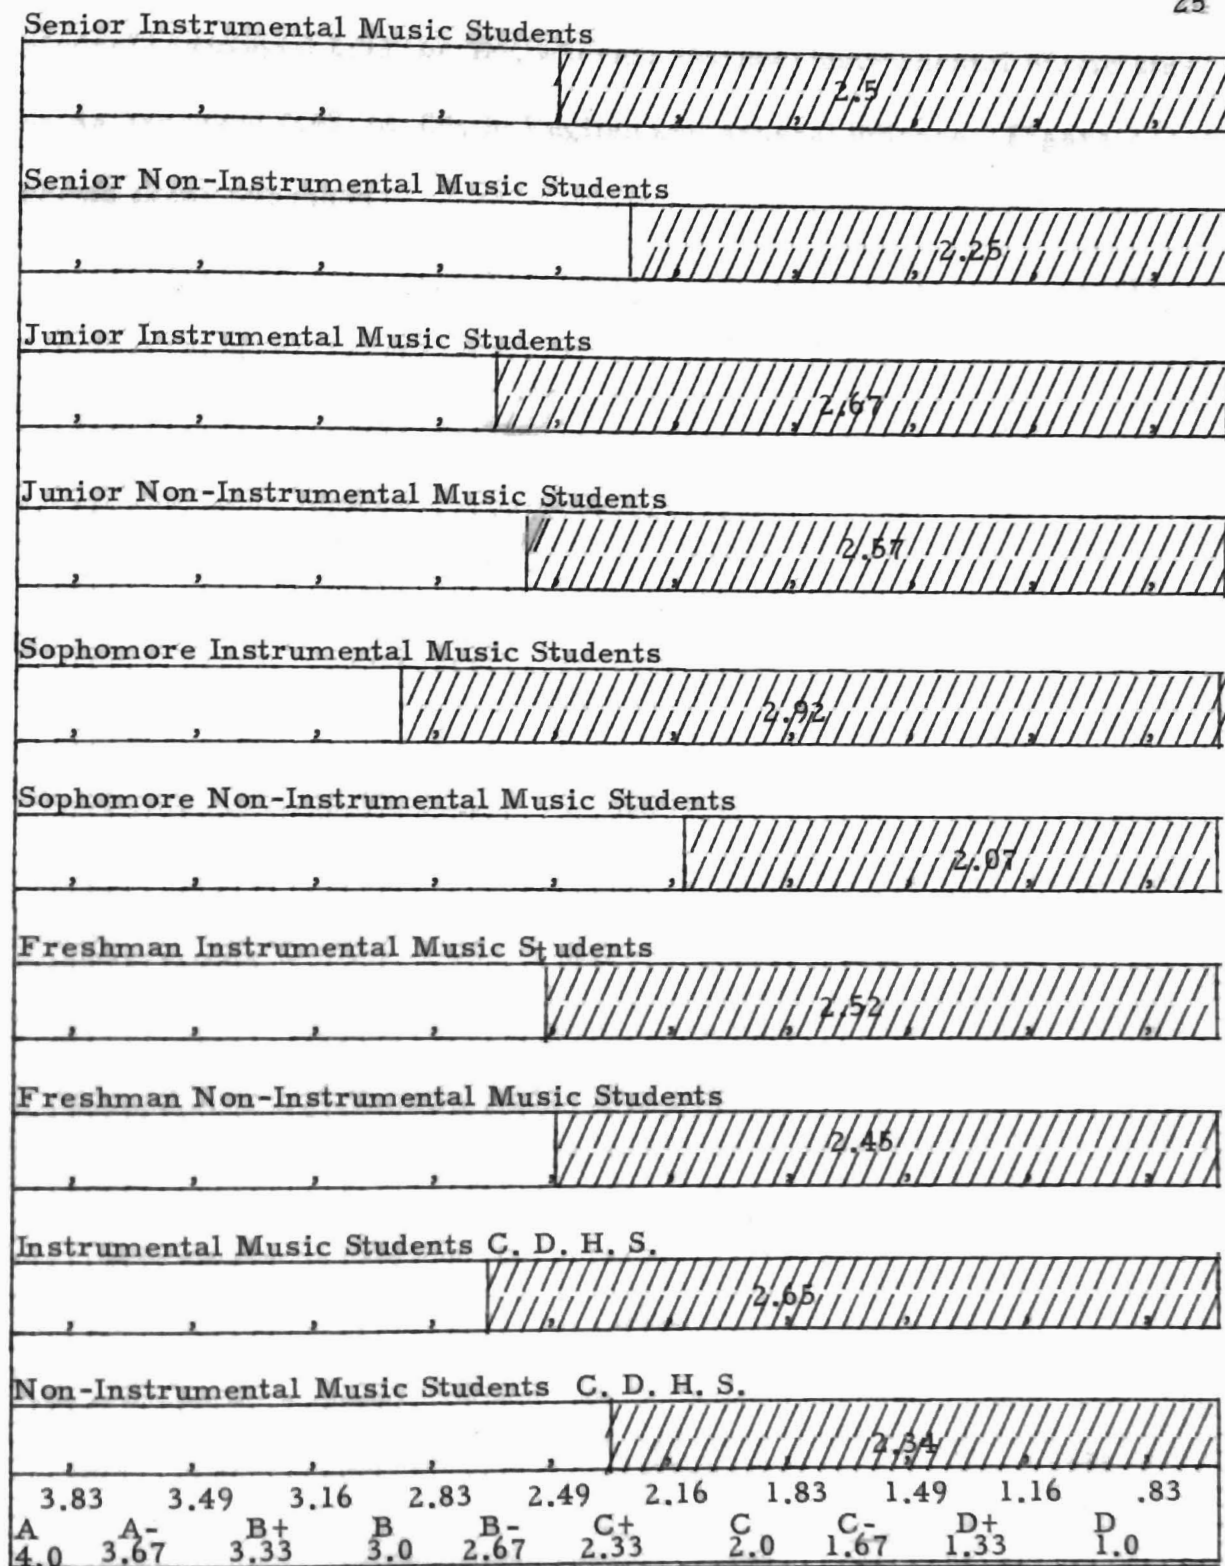 25
Senior Instrumental Music Students
2.5
Senior Non-Instrumental Music Students
2.25
Junior Instrumental Music Students
2.67
Junior Non-Instrumental Music Students
2.57
Sophomore Instrumental Music Students
2.92
Sophomore Non-Instrumental Music Students
2.07
Freshman Instrumental Music Students
2.52
Freshman Non-Instrumental Music Students
2.45
Instrumental Music Students C. D. H. S.
2.65
Non-Instrumental Music Students C. D. H. S.
2.34
3.83 3.49 3.16 2.83 2.49 2.16 1.83 1.49 1.16 .83
A A- B+ B B- C+ C C- D+ D
4.0 3.67 3.33 3.0 2.67 2.33 2.0 1.67 1.33 1.0